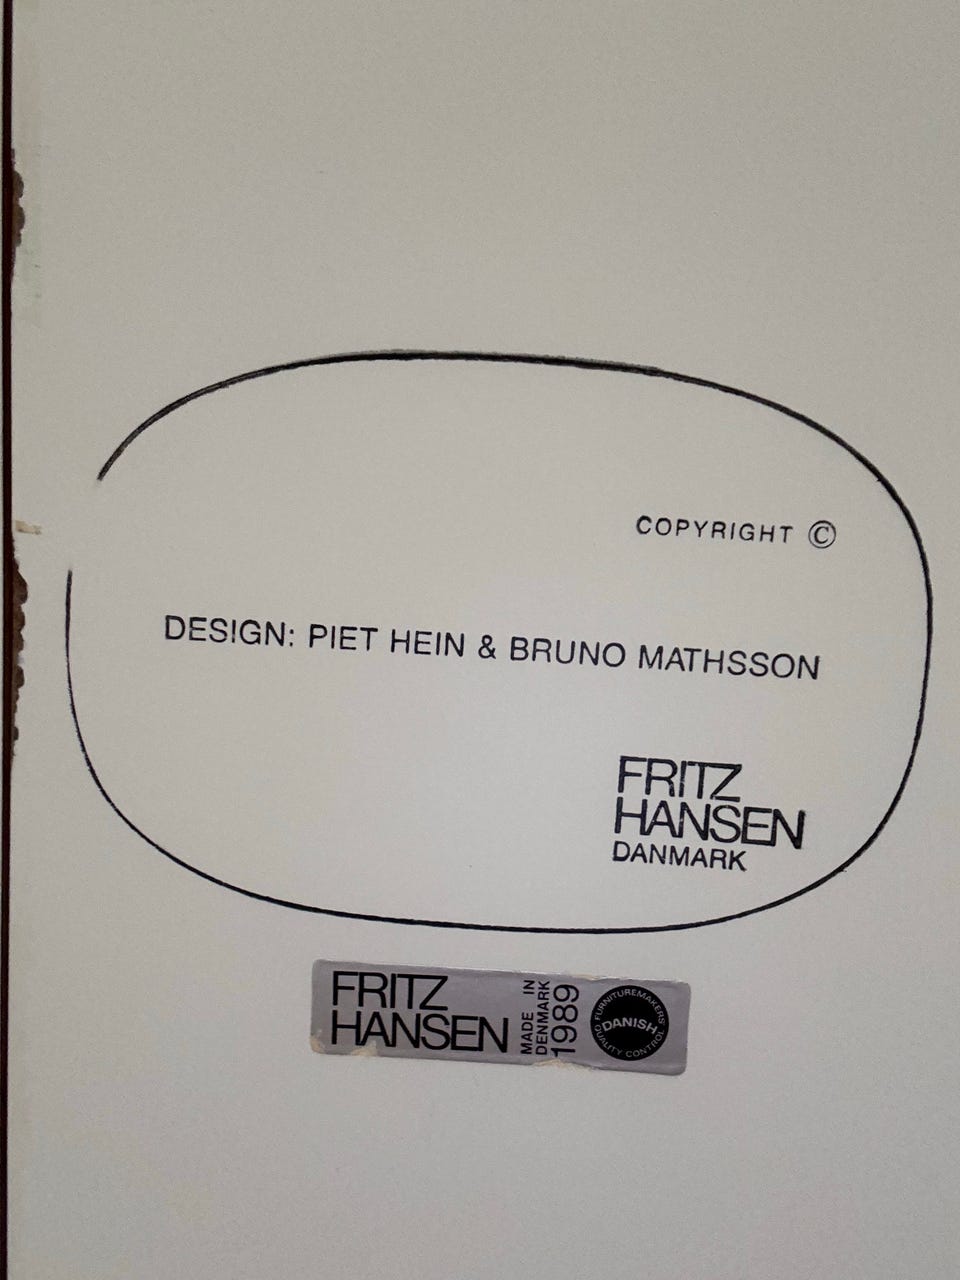 COPYRIGHT ©
DESIGN: PIET HEIN & BRUNO MATHSSON
FRITZ
HANSEN
DANMARK
FRITZ
HANSEN
MADE IN
DENMARK
1989
FURNITUREMAKERS
DANISH
QUALITY CONTROL